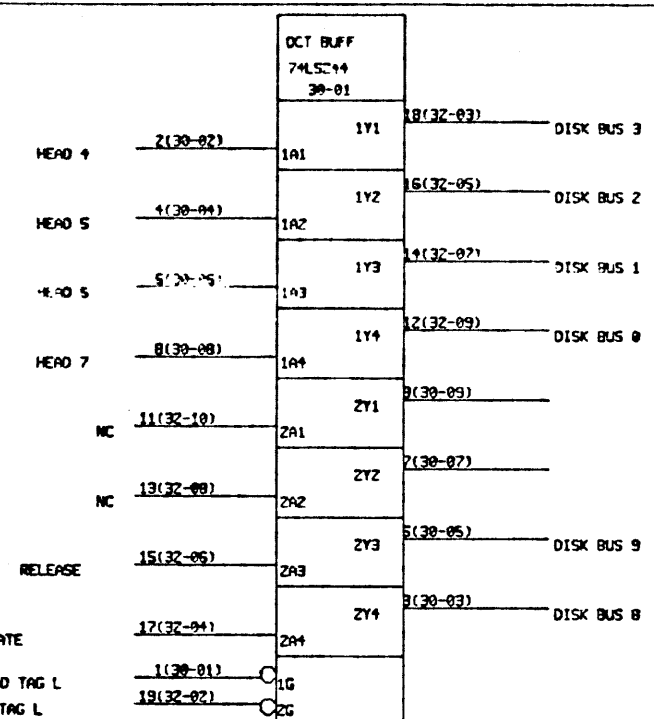 OCT BUFF
74LS244
30-01
18(32-03)
1Y1
DISK BUS 3
2(30-02)
HEAD 4
1A1
16(32-05)
1Y2
DISK BUS 2
4(30-04)
HEAD 5
1A2
14(32-07)
1Y3
DISK BUS 1
HEAD
1A3
12(32-09)
1Y4
DISK BUS 0
8(30-08)
HEAD 7
1A4
9(30-09)
2Y1
11(32-10)
NC
2A1
7(30-07)
2Y2
13(32-08)
NC
2A2
5(30-05)
2Y3
DISK BUS 9
15(32-06)
RELEASE
2A3
3(30-03)
2Y4
DISK BUS 8
17(32-04)
ATE
2A4
1(30-01)
D TAG L
1G
19(32-02)
TAG L
2G